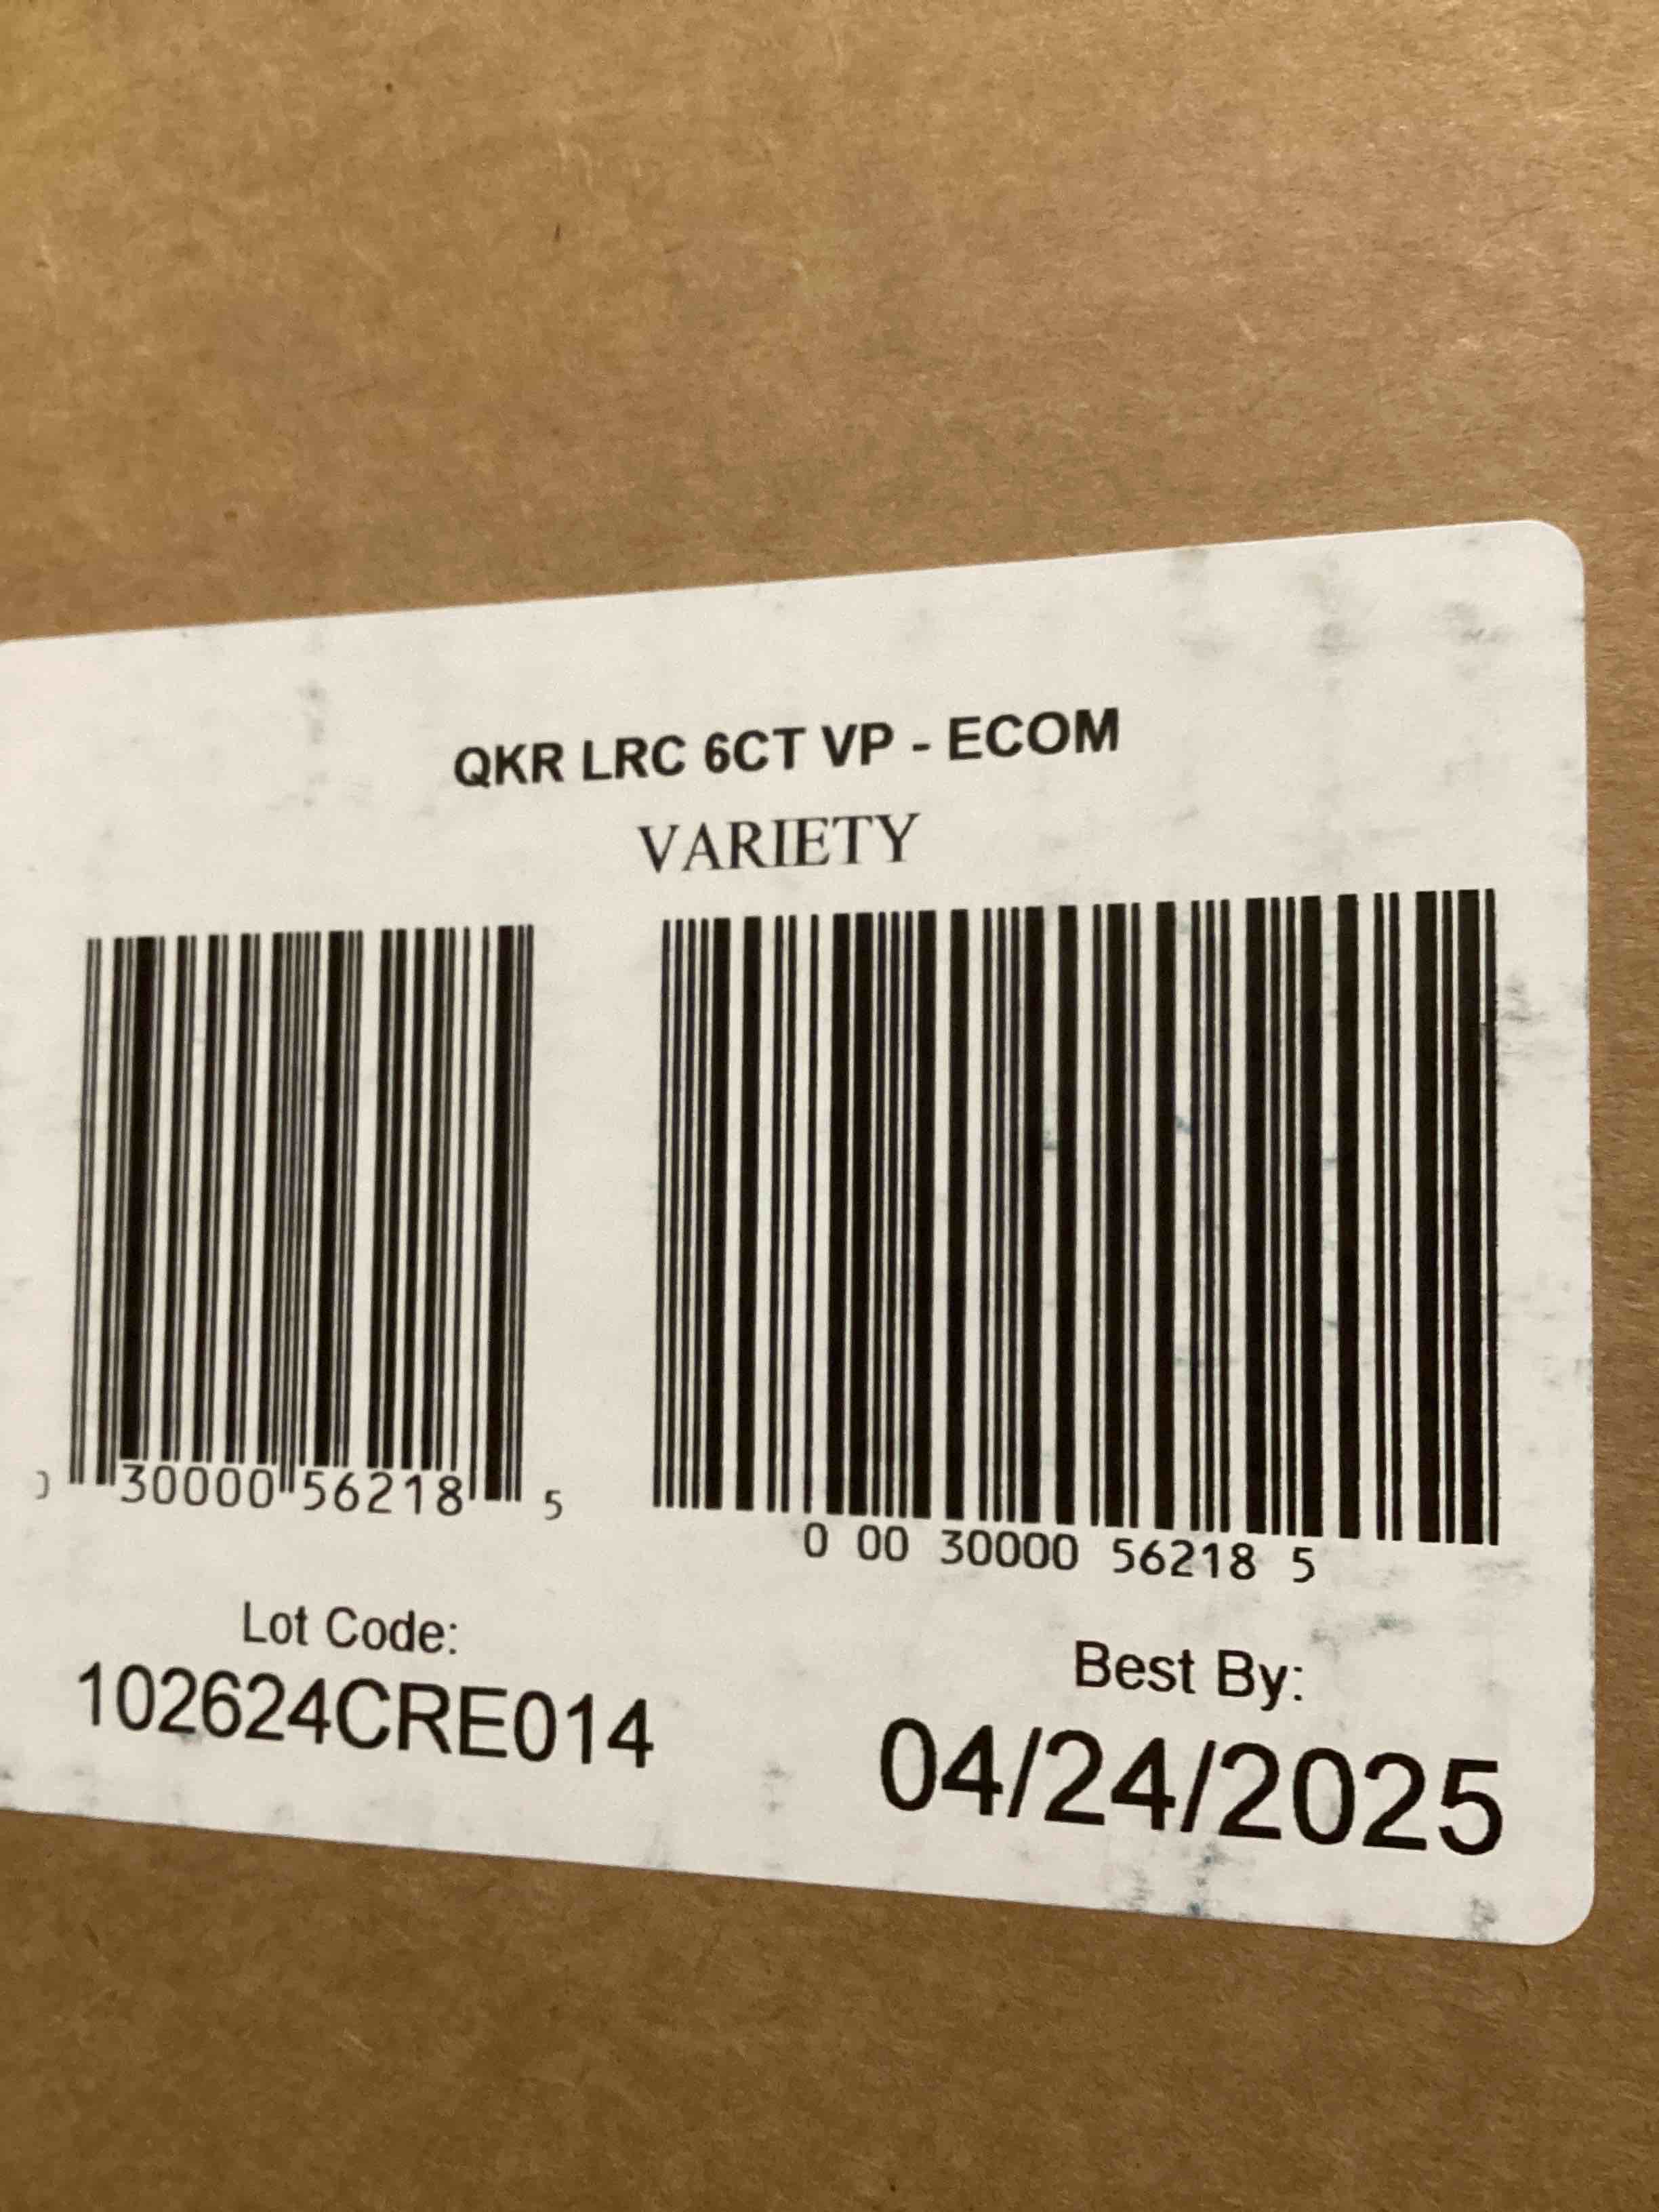 QKR LRC 6CT VP - ECOM
VARIETY
0 30000 56218 5
0 00 30000 56218 5
Lot Code:
102624CRE014
Best By:
04/24/2025